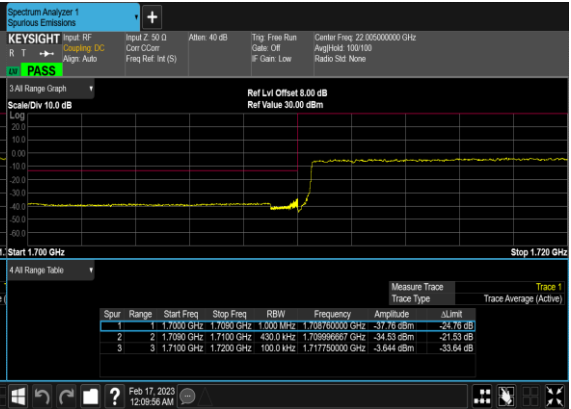 Spectrum Analyzer 1
Spurious Emissions
KEYSIGHT Input: RF Input Z: 50 Ω Atten: 40 dB Trig: Free Run Center Freq: 22.005000000 GHz
R T Coupling: DC Corr CCorr Gate: Off Avg|Hold: 100/100
Align: Auto Freq Ref: Int (S) IF Gain: Low Radio Std: None
LW PASS
3 All Range Graph Ref Lvl Offset 8.00 dB
Scale/Div 10.0 dB Ref Value 30.00 dBm
Log
20.0
10.0
0.00
-10.0
-20.0
-30.0
-40.0
-50.0
-60.0
Start 1.700 GHz Stop 1.720 GHz
4 All Range Table
Measure Trace Trace 1
Trace Type Trace Average (Active)
Spur Range Start Freq Stop Freq RBW Frequency Amplitude ΔLimit
1 1 1.7000 GHz 1.7090 GHz 1.000 MHz 1.708760000 GHz -37.76 dBm -24.76 dB
2 2 1.7090 GHz 1.7100 GHz 430.0 kHz 1.709996667 GHz -34.53 dBm -21.53 dB
3 3 1.7100 GHz 1.7200 GHz 100.0 kHz 1.717750000 GHz -3.644 dBm -33.64 dB
? Feb 17, 2023
12:09:56 AM